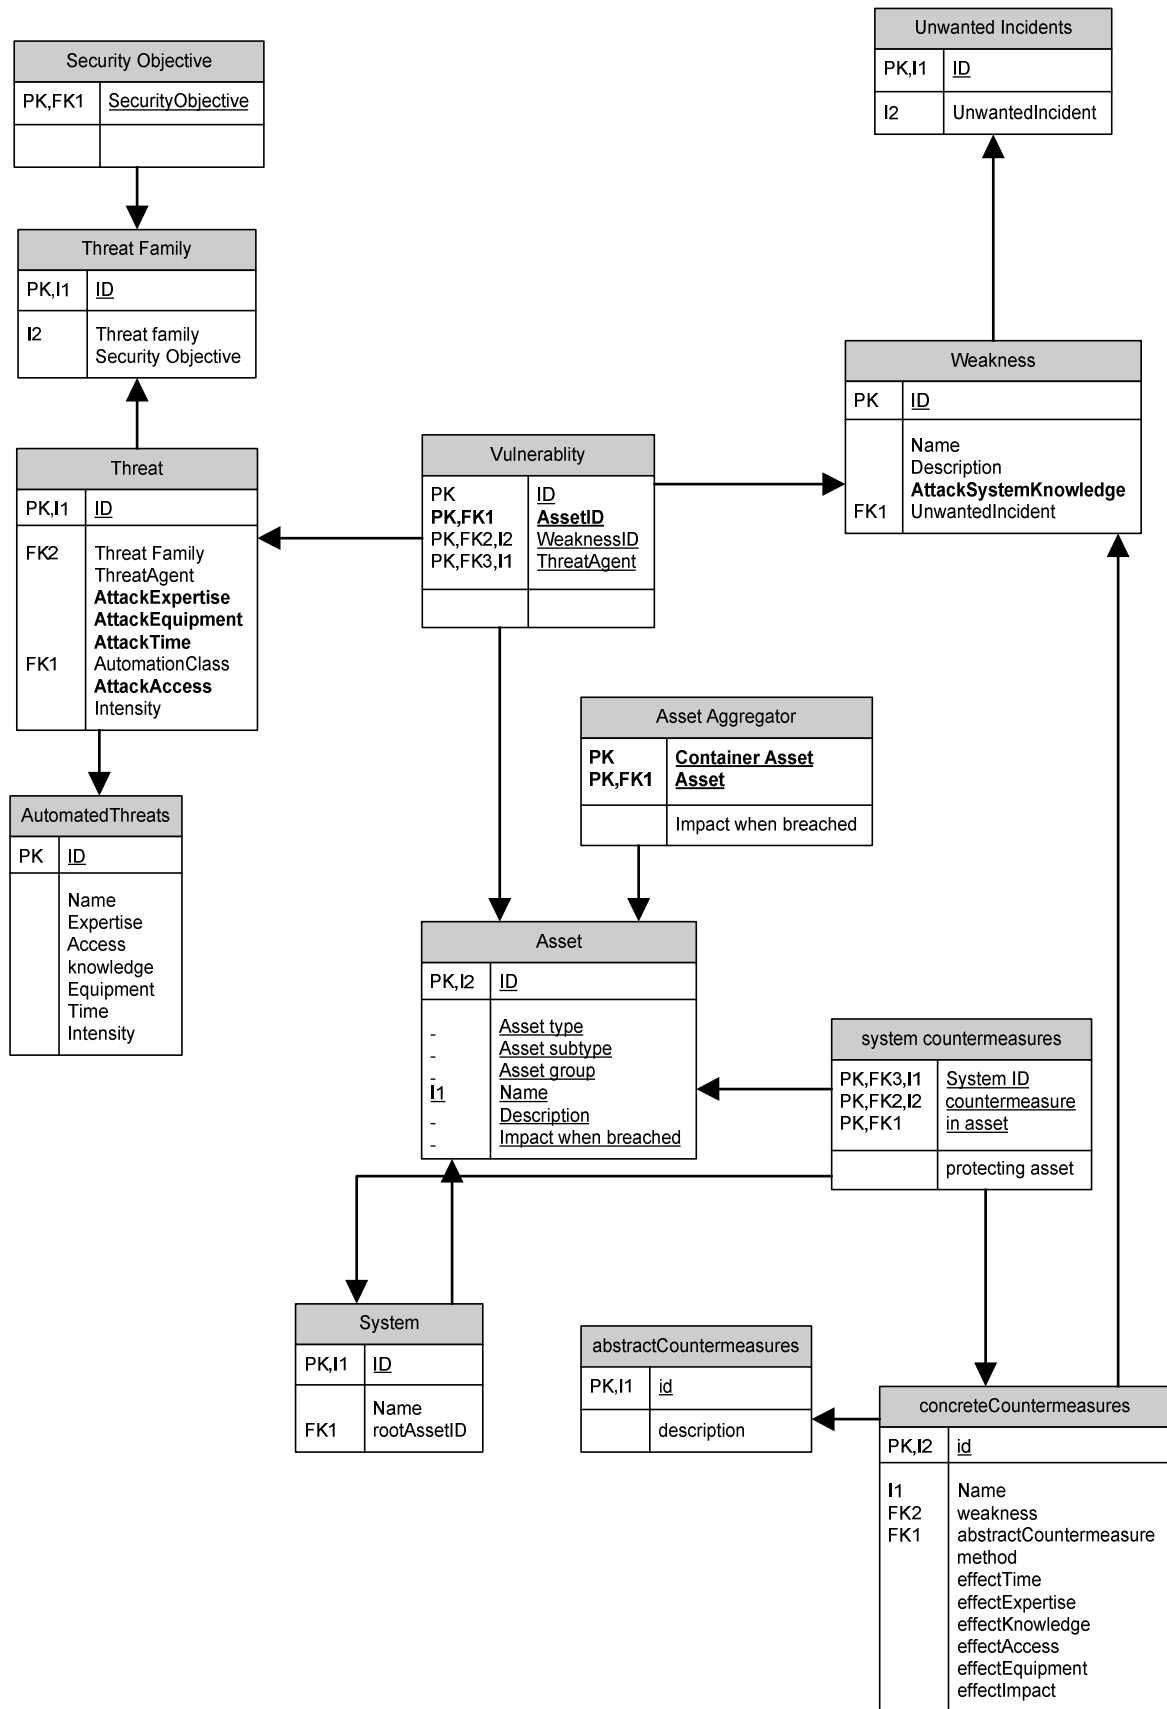 Security Objective
PK,FK1 SecurityObjective
Unwanted Incidents
PK,I1 ID
I2 UnwantedIncident
Threat Family
PK,I1 ID
I2 Threat family
Security Objective
Weakness
PK ID
Name
Description
AttackSystemKnowledge
FK1 UnwantedIncident
Threat
PK,I1 ID
FK2 Threat Family
ThreatAgent
AttackExpertise
AttackEquipment
AttackTime
FK1 AutomationClass
AttackAccess
Intensity
Vulnerablity
PK ID
PK,FK1 AssetID
PK,FK2,I2 WeaknessID
PK,FK3,I1 ThreatAgent
Asset Aggregator
PK Container Asset
PK,FK1 Asset
Impact when breached
AutomatedThreats
PK ID
Name
Expertise
Access
knowledge
Equipment
Time
Intensity
Asset
PK,I2 ID
- Asset type
- Asset subtype
- Asset group
I1 Name
- Description
- Impact when breached
system countermeasures
PK,FK3,I1 System ID
PK,FK2,I2 countermeasure
PK,FK1 in asset
protecting asset
System
PK,I1 ID
Name
FK1 rootAssetID
abstractCountermeasures
PK,I1 id
description
concreteCountermeasures
PK,I2 id
I1 Name
FK2 weakness
FK1 abstractCountermeasure
method
effectTime
effectExpertise
effectKnowledge
effectAccess
effectEquipment
effectImpact